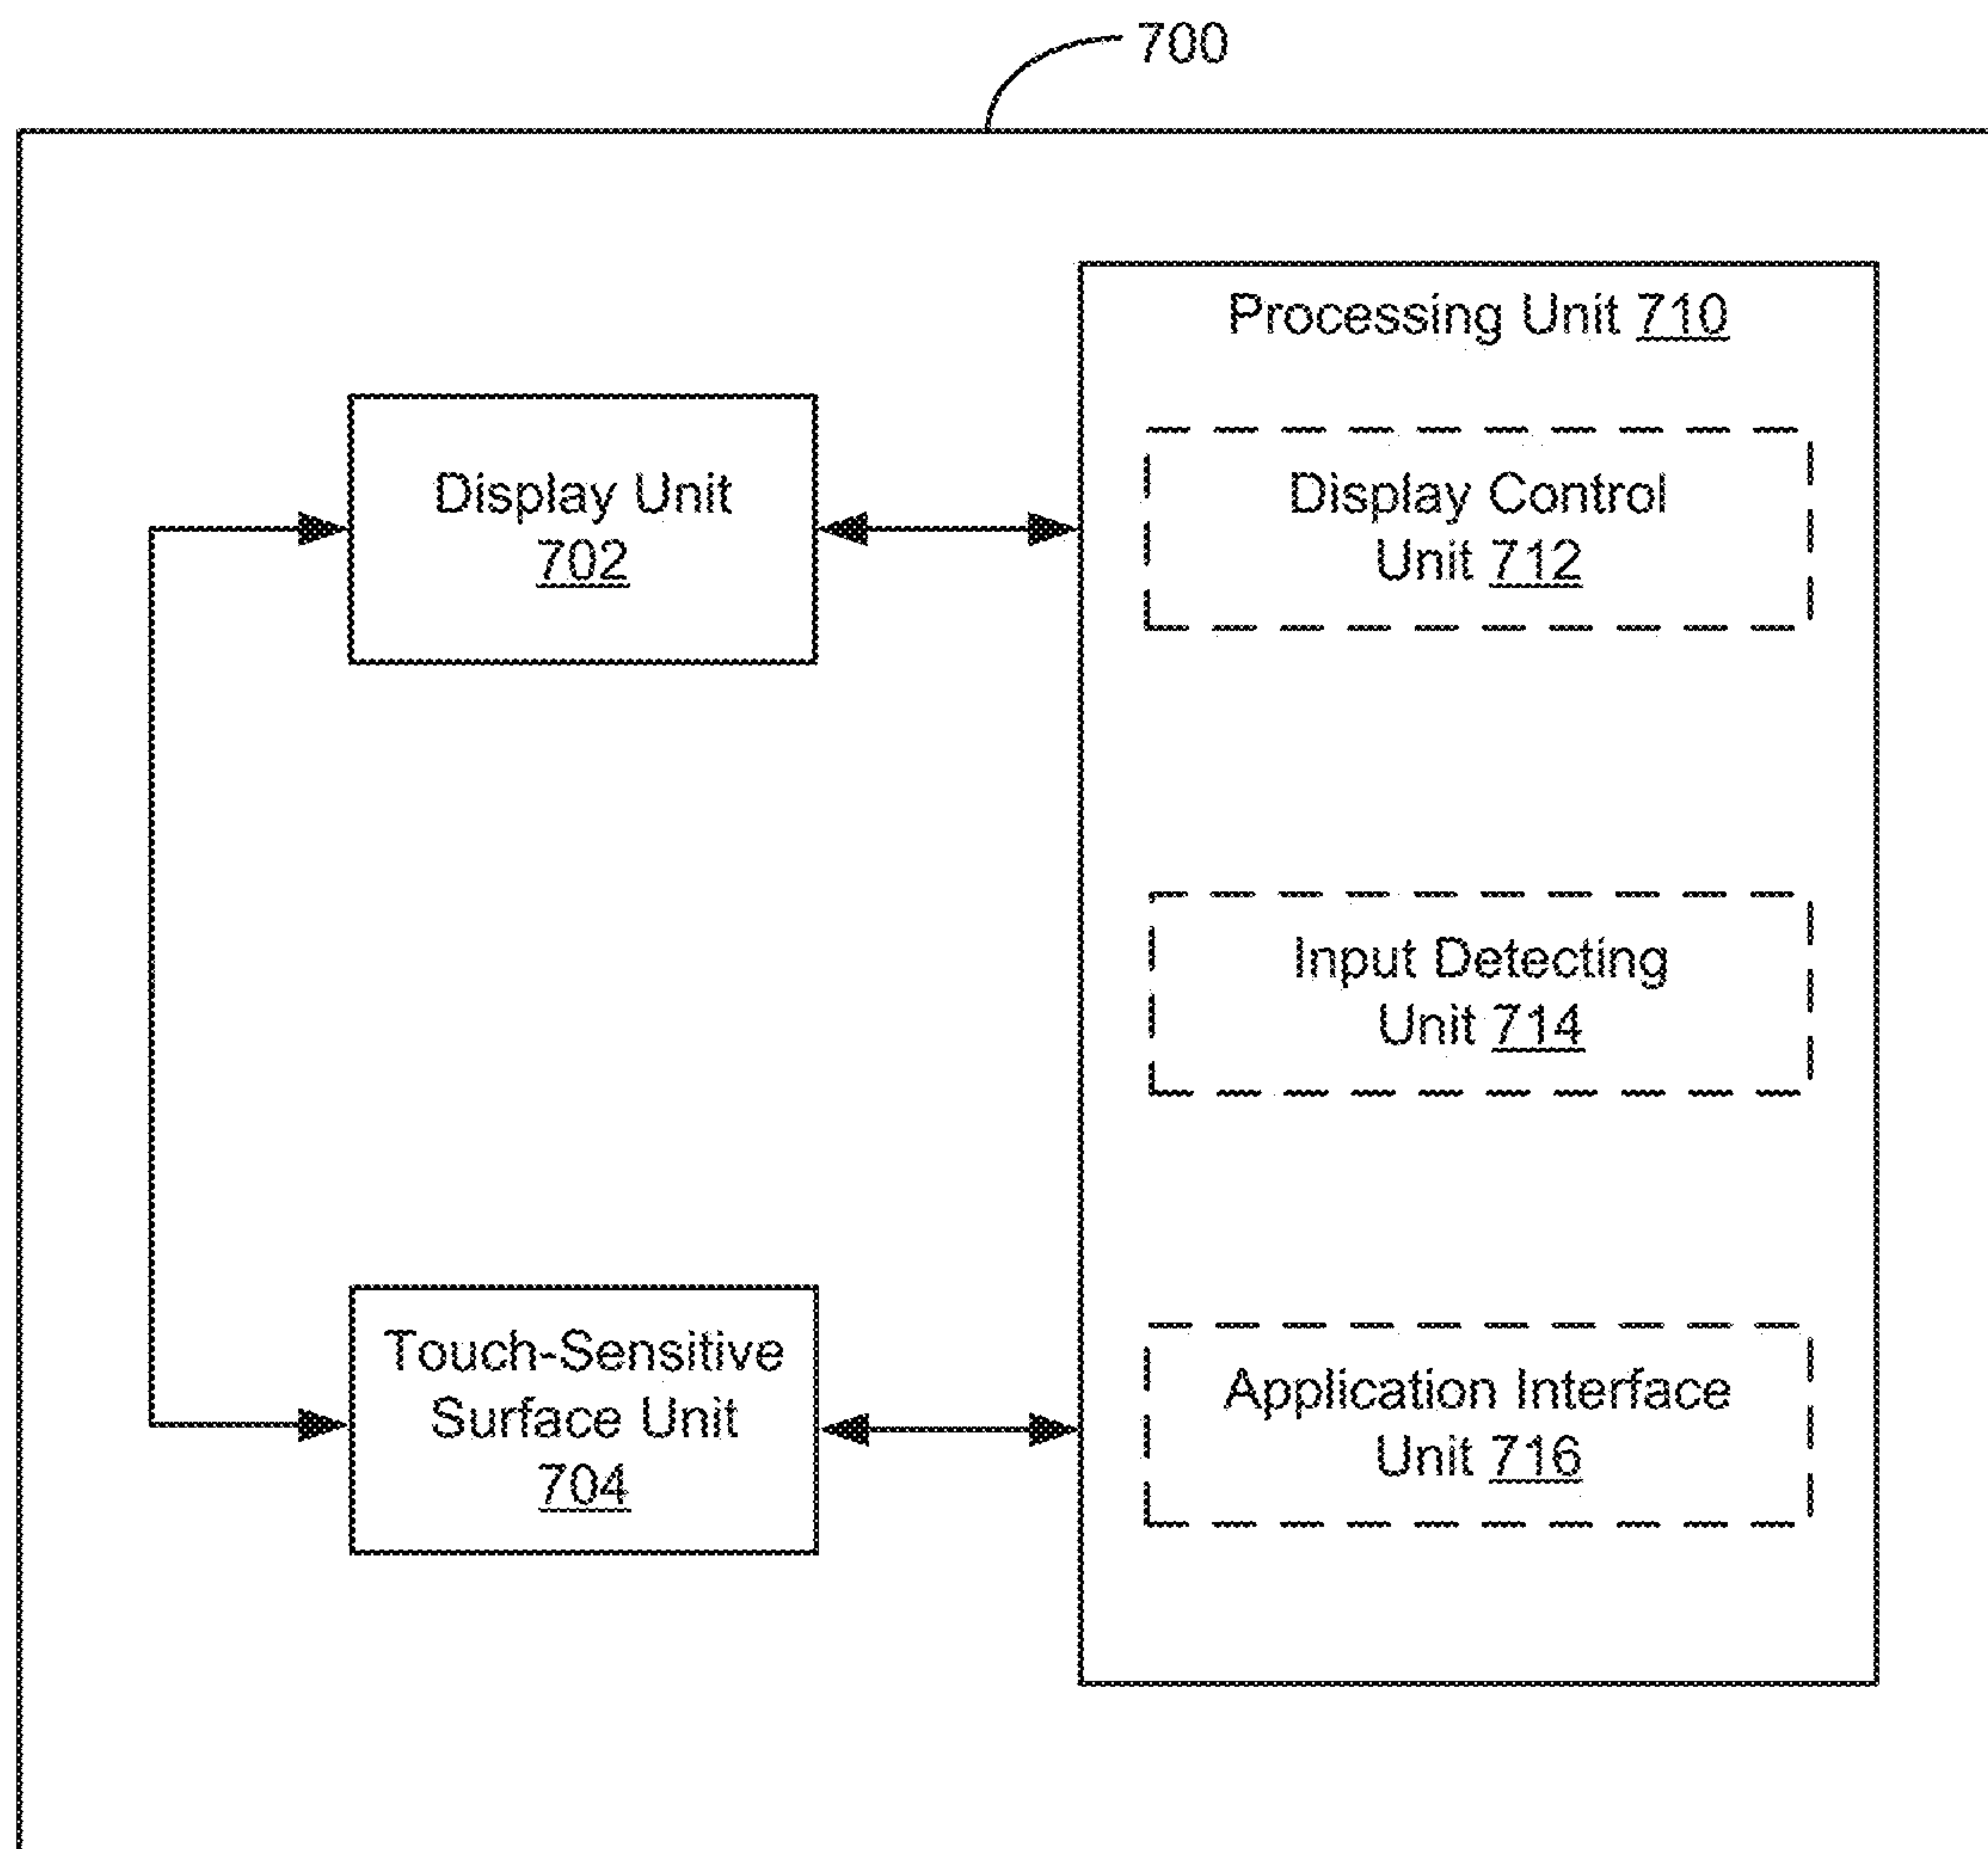 700
Processing Unit 710
Display Unit
702
Display Control
Unit 712
Input Detecting
Unit 714
Touch-Sensitive
Surface Unit
704
Application Interface
Unit 716